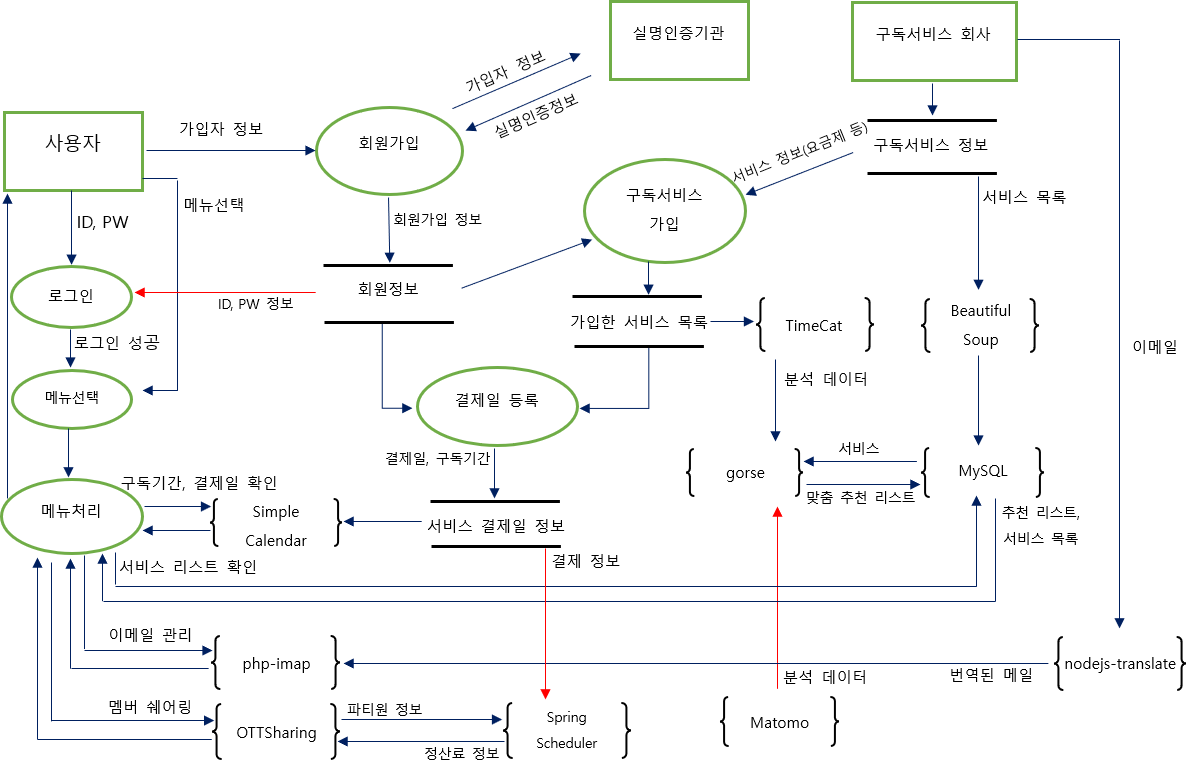 실명인증기관
구독서비스 회사
가입자 정보
실명인증정보
사용자
가입자 정보
회원가입
서비스 정보(요금제 등)
구독서비스 정보
메뉴선택
ID, PW
회원가입 정보
구독서비스
가입
서비스 목록
로그인
ID, PW 정보
회원정보
가입한 서비스 목록
TimeCat
Beautiful
Soup
이메일
로그인 성공
메뉴선택
결제일 등록
분석 데이터
결제일, 구독기간
서비스
gorse
MySQL
맞춤 추천 리스트
구독기간, 결제일 확인
메뉴처리
Simple
Calendar
서비스 결제일 정보
추천 리스트,
서비스 목록
서비스 리스트 확인
결제 정보
이메일 관리
php-imap
nodejs-translate
번역된 메일
분석 데이터
멤버 쉐어링
OTTSharing
파티원 정보
정산료 정보
Spring
Scheduler
Matomo